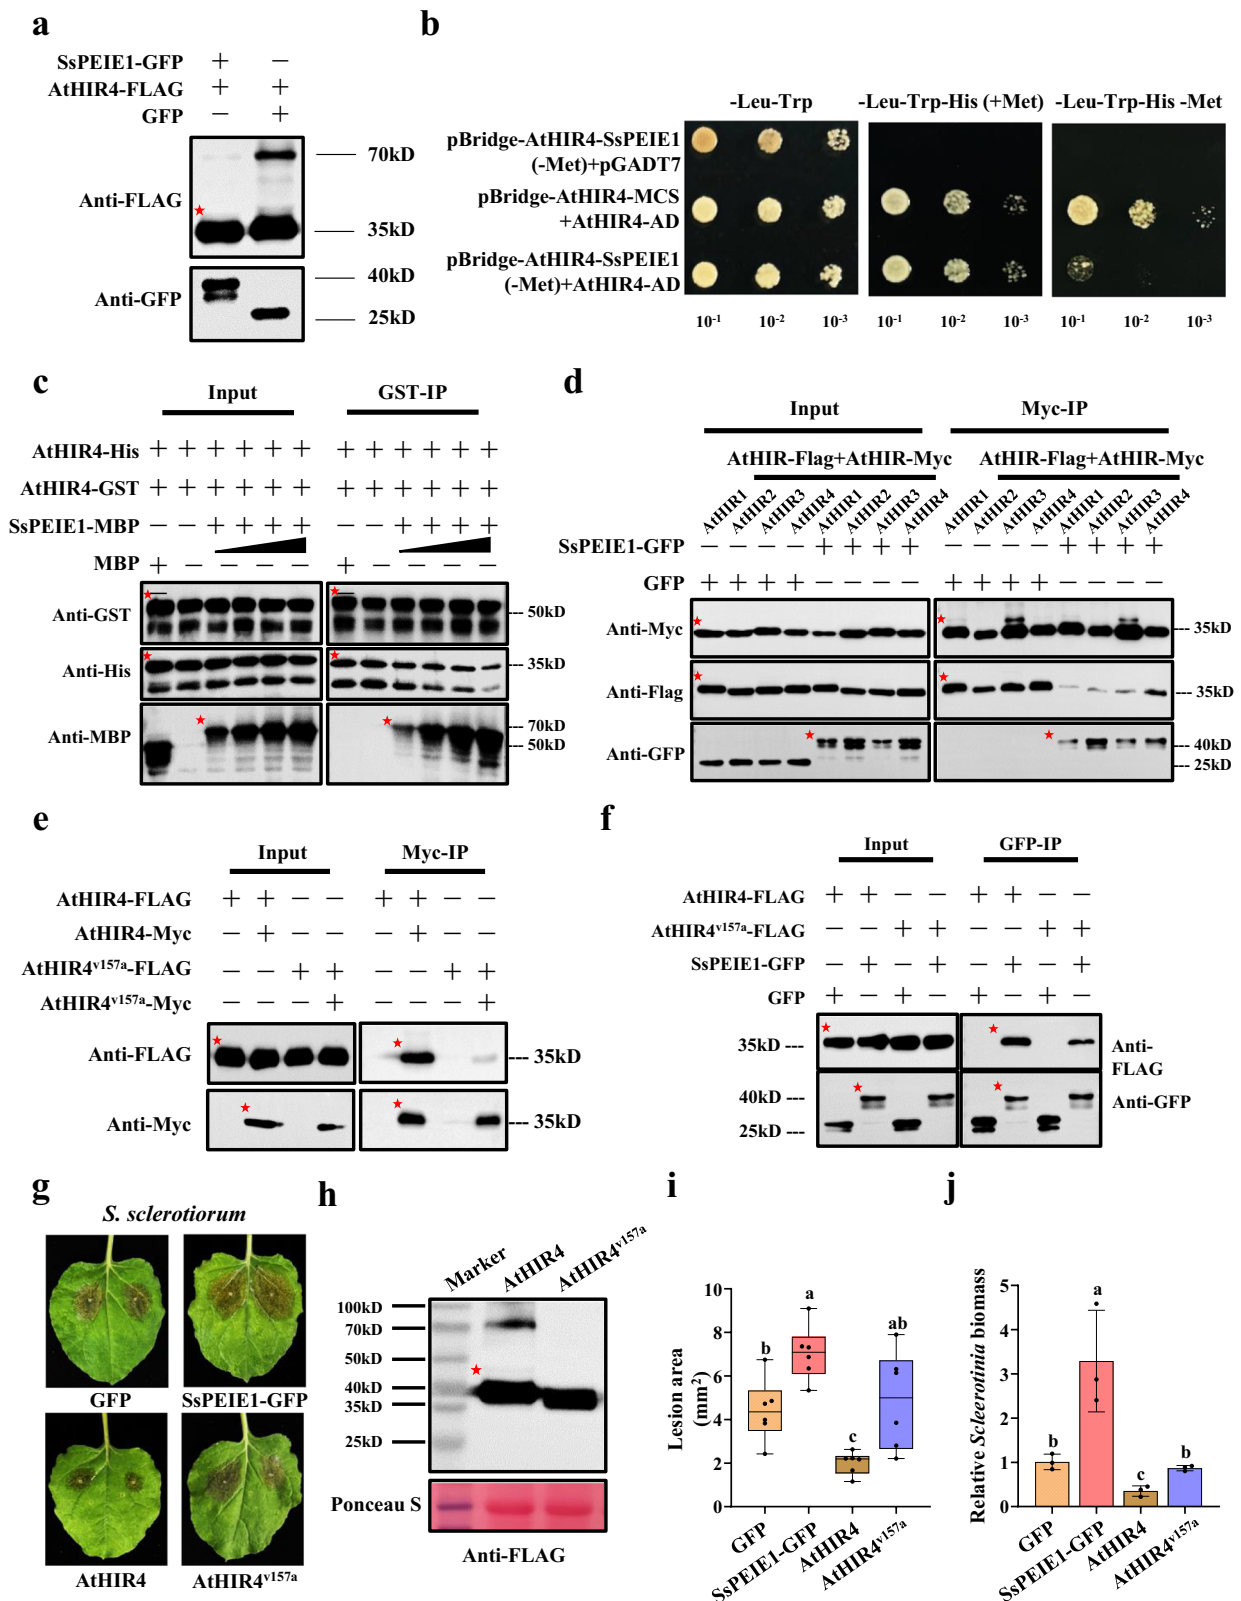 a
SsPEIE1-GFP + −
AtHIR4-FLAG + +
GFP − +
Anti-FLAG
70kD
35kD
Anti-GFP
40kD
25kD
b
-Leu-Trp
-Leu-Trp-His (+Met)
-Leu-Trp-His -Met
pBridge-AtHIR4-SsPEIE1
(-Met)+pGADT7
pBridge-AtHIR4-MCS
+AtHIR4-AD
pBridge-AtHIR4-SsPEIE1
(-Met)+AtHIR4-AD
10-1 10-2 10-3 10-1 10-2 10-3 10-1 10-2 10-3
c
Input GST-IP
AtHIR4-His + + + + + + + + + + + +
AtHIR4-GST + + + + + + + + + + + +
SsPEIE1-MBP − − + + + + − − + + + +
MBP + − + −
Anti-GST
50kD
Anti-His
35kD
Anti-MBP
70kD
50kD
d
Input Myc-IP
AtHIR-Flag+AtHIR-Myc AtHIR-Flag+AtHIR-Myc
AtHIR1 AtHIR2 AtHIR3 AtHIR4 AtHIR1 AtHIR2 AtHIR3 AtHIR4 AtHIR1 AtHIR2 AtHIR3 AtHIR4 AtHIR1 AtHIR2 AtHIR3 AtHIR4
SsPEIE1-GFP − − − − + + + + − − − − + + + +
GFP + + + + − − − − + + + + − − − −
Anti-Myc
35kD
Anti-Flag
35kD
Anti-GFP
40kD
25kD
e
Input Myc-IP
AtHIR4-FLAG + + − − + + − −
AtHIR4-Myc − + − − − + − −
AtHIR4v157a-FLAG − − + + − − + +
AtHIR4v157a-Myc − − − + − − − +
Anti-FLAG
35kD
Anti-Myc
35kD
f
Input GFP-IP
AtHIR4-FLAG + + − − + + − −
AtHIR4v157a-FLAG − − + + − − + +
SsPEIE1-GFP − + − + − + − +
GFP + − + − + − + −
35kD
Anti-
FLAG
40kD
25kD
Anti-GFP
g
S. sclerotiorum
GFP SsPEIE1-GFP
AtHIR4 AtHIR4v157a
h
Marker AtHIR4 AtHIR4v157a
100kD
70kD
50kD
40kD
35kD
25kD
Ponceau S
Anti-FLAG
i
Lesion area
(mm2)
10
8
6
4
2
0
b a c ab
GFP SsPEIE1-GFP AtHIR4 AtHIR4v157a
j
Relative Scleerotinia biomass
5
4
3
2
1
0
b a c b
GFP SsPEIE1-GFP AtHIR4 AtHIR4v157a